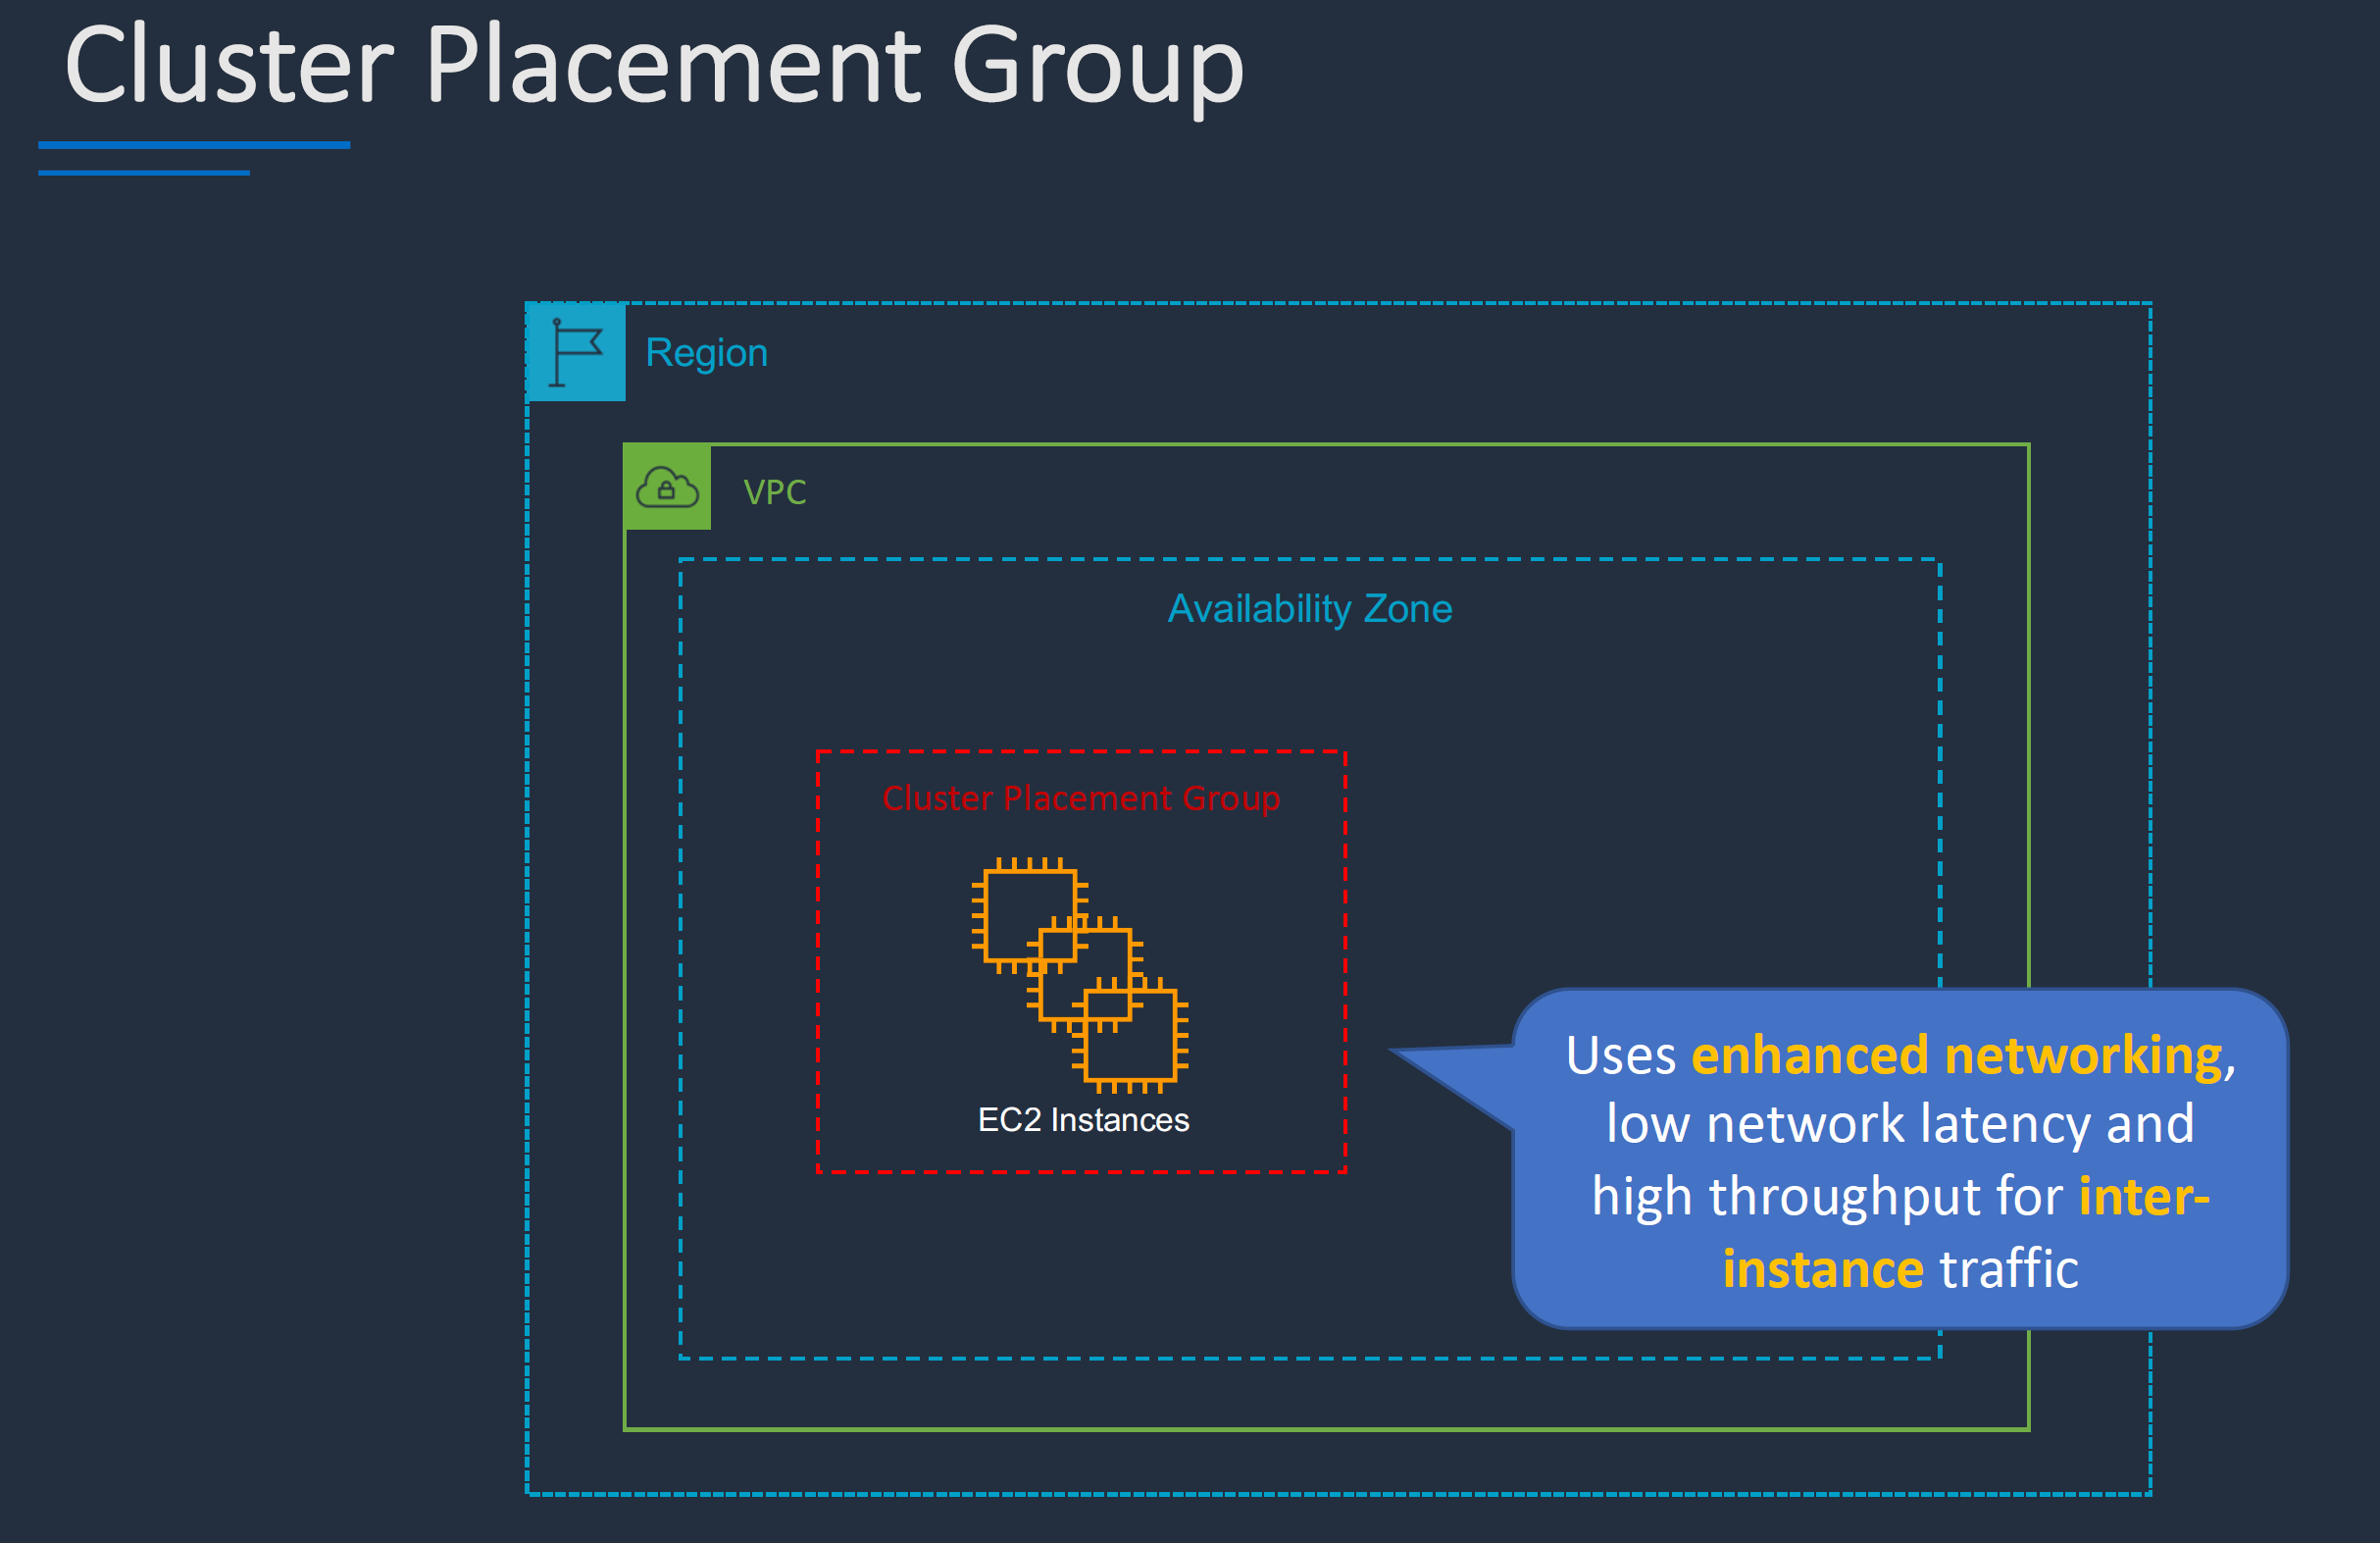 Cluster Placement Group
Region
VPC
Availability Zone
Cluster Placement Group
EC2 Instances
Uses enhanced networking,
low network latency and
high throughput for inter-
instance traffic